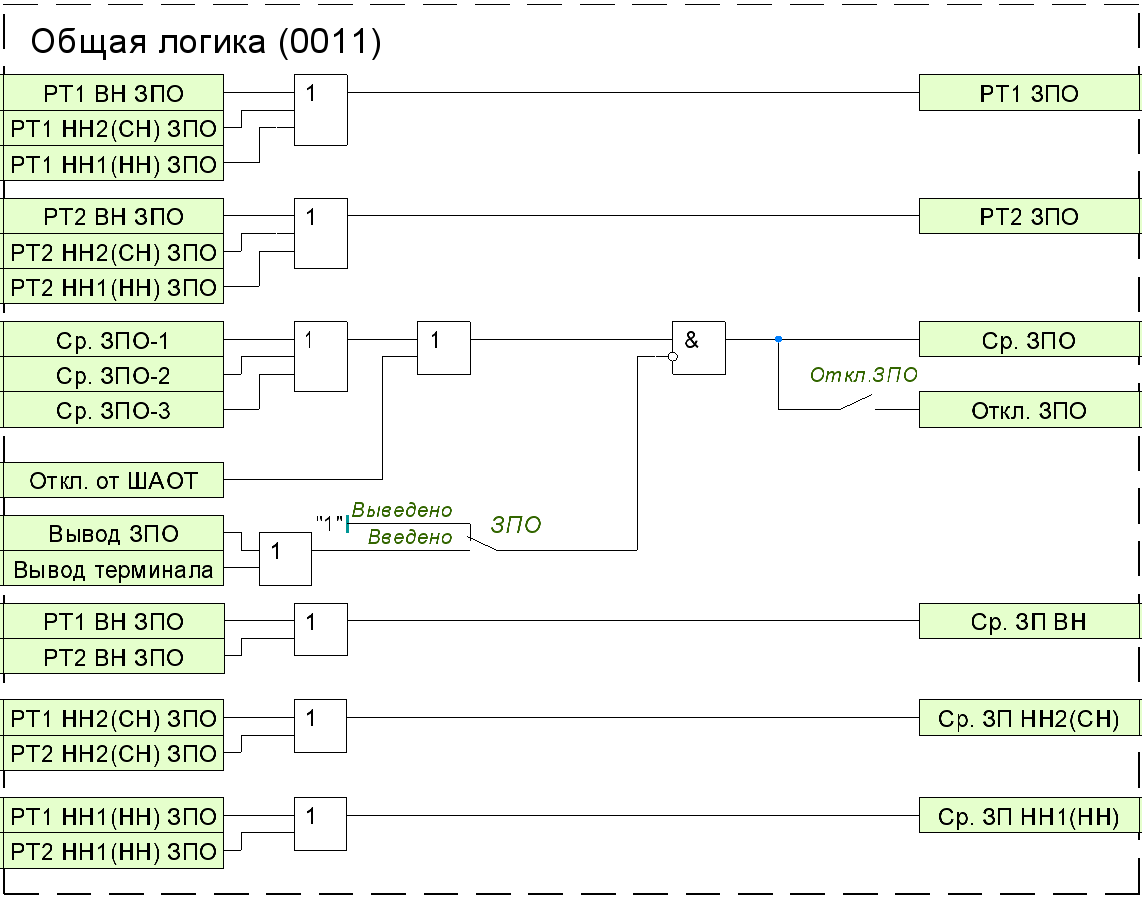 Общая логика (0011)
РТ1 ВН ЗПО
1
РТ1 ЗПО
РТ1 НН2(СН) ЗПО
РТ1 НН1(НН) ЗПО
РТ2 ВН ЗПО
1
РТ2 ЗПО
РТ2 НН2(СН) ЗПО
РТ2 НН1(НН) ЗПО
Ср. ЗПО-1
1
1
&
Ср. ЗПО
Ср. ЗПО-2
Откл.ЗПО
Ср. ЗПО-3
Откл. ЗПО
Откл. от ШАОТ
"1"
Выведено
ЗПО
Вывод ЗПО
Введено
1
Вывод терминала
РТ1 ВН ЗПО
1
Ср. ЗП ВН
РТ2 ВН ЗПО
РТ1 НН2(СН) ЗПО
1
Ср. ЗП НН2(СН)
РТ2 НН2(СН) ЗПО
РТ1 НН1(НН) ЗПО
1
Ср. ЗП НН1(НН)
РТ2 НН1(НН) ЗПО